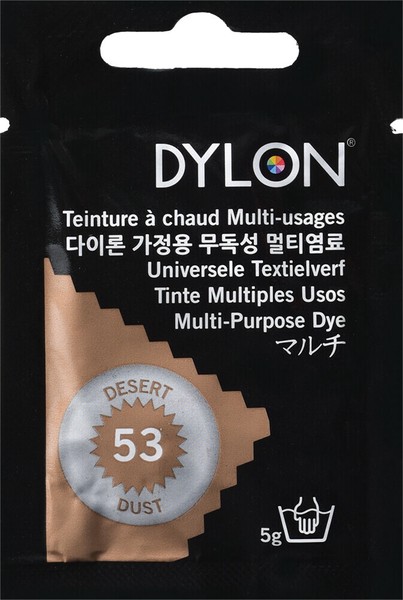 DYLON®
Teinture à chaud Multi-usages
다이론 가정용 무독성 멀티염료
Universele Textielverf
Tinte Multiples Usos
Multi-Purpose Dye
マルチ
DESERT
53
DUST
5g